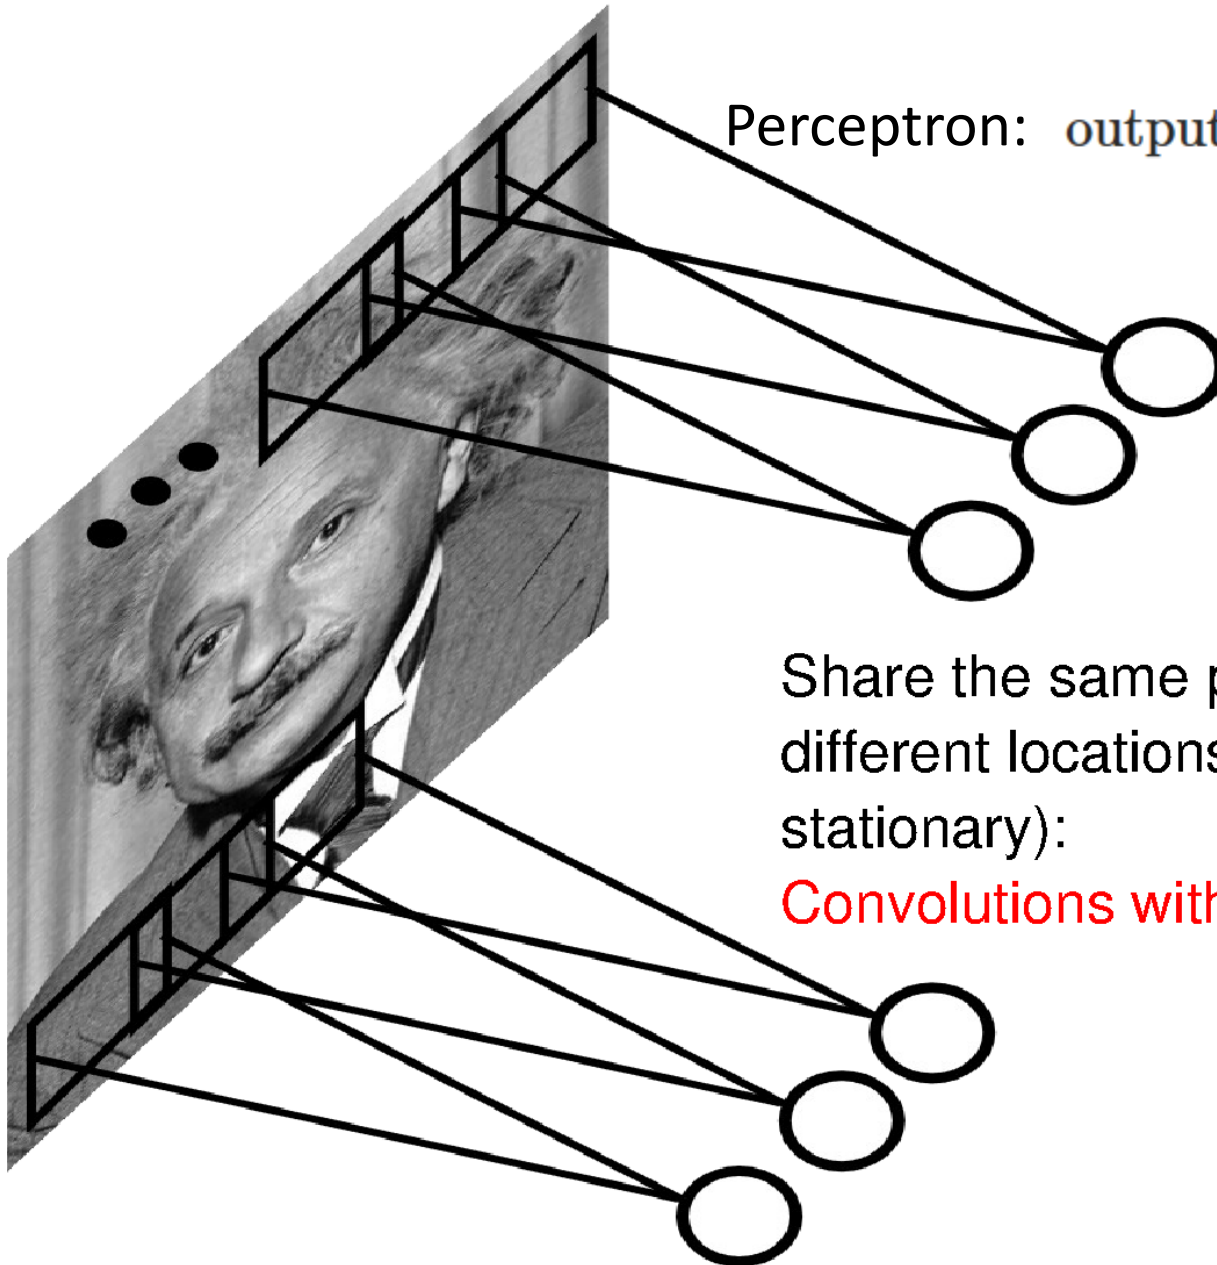 Perceptron: output
Share the same
different locations
stationary):
Convolutions with